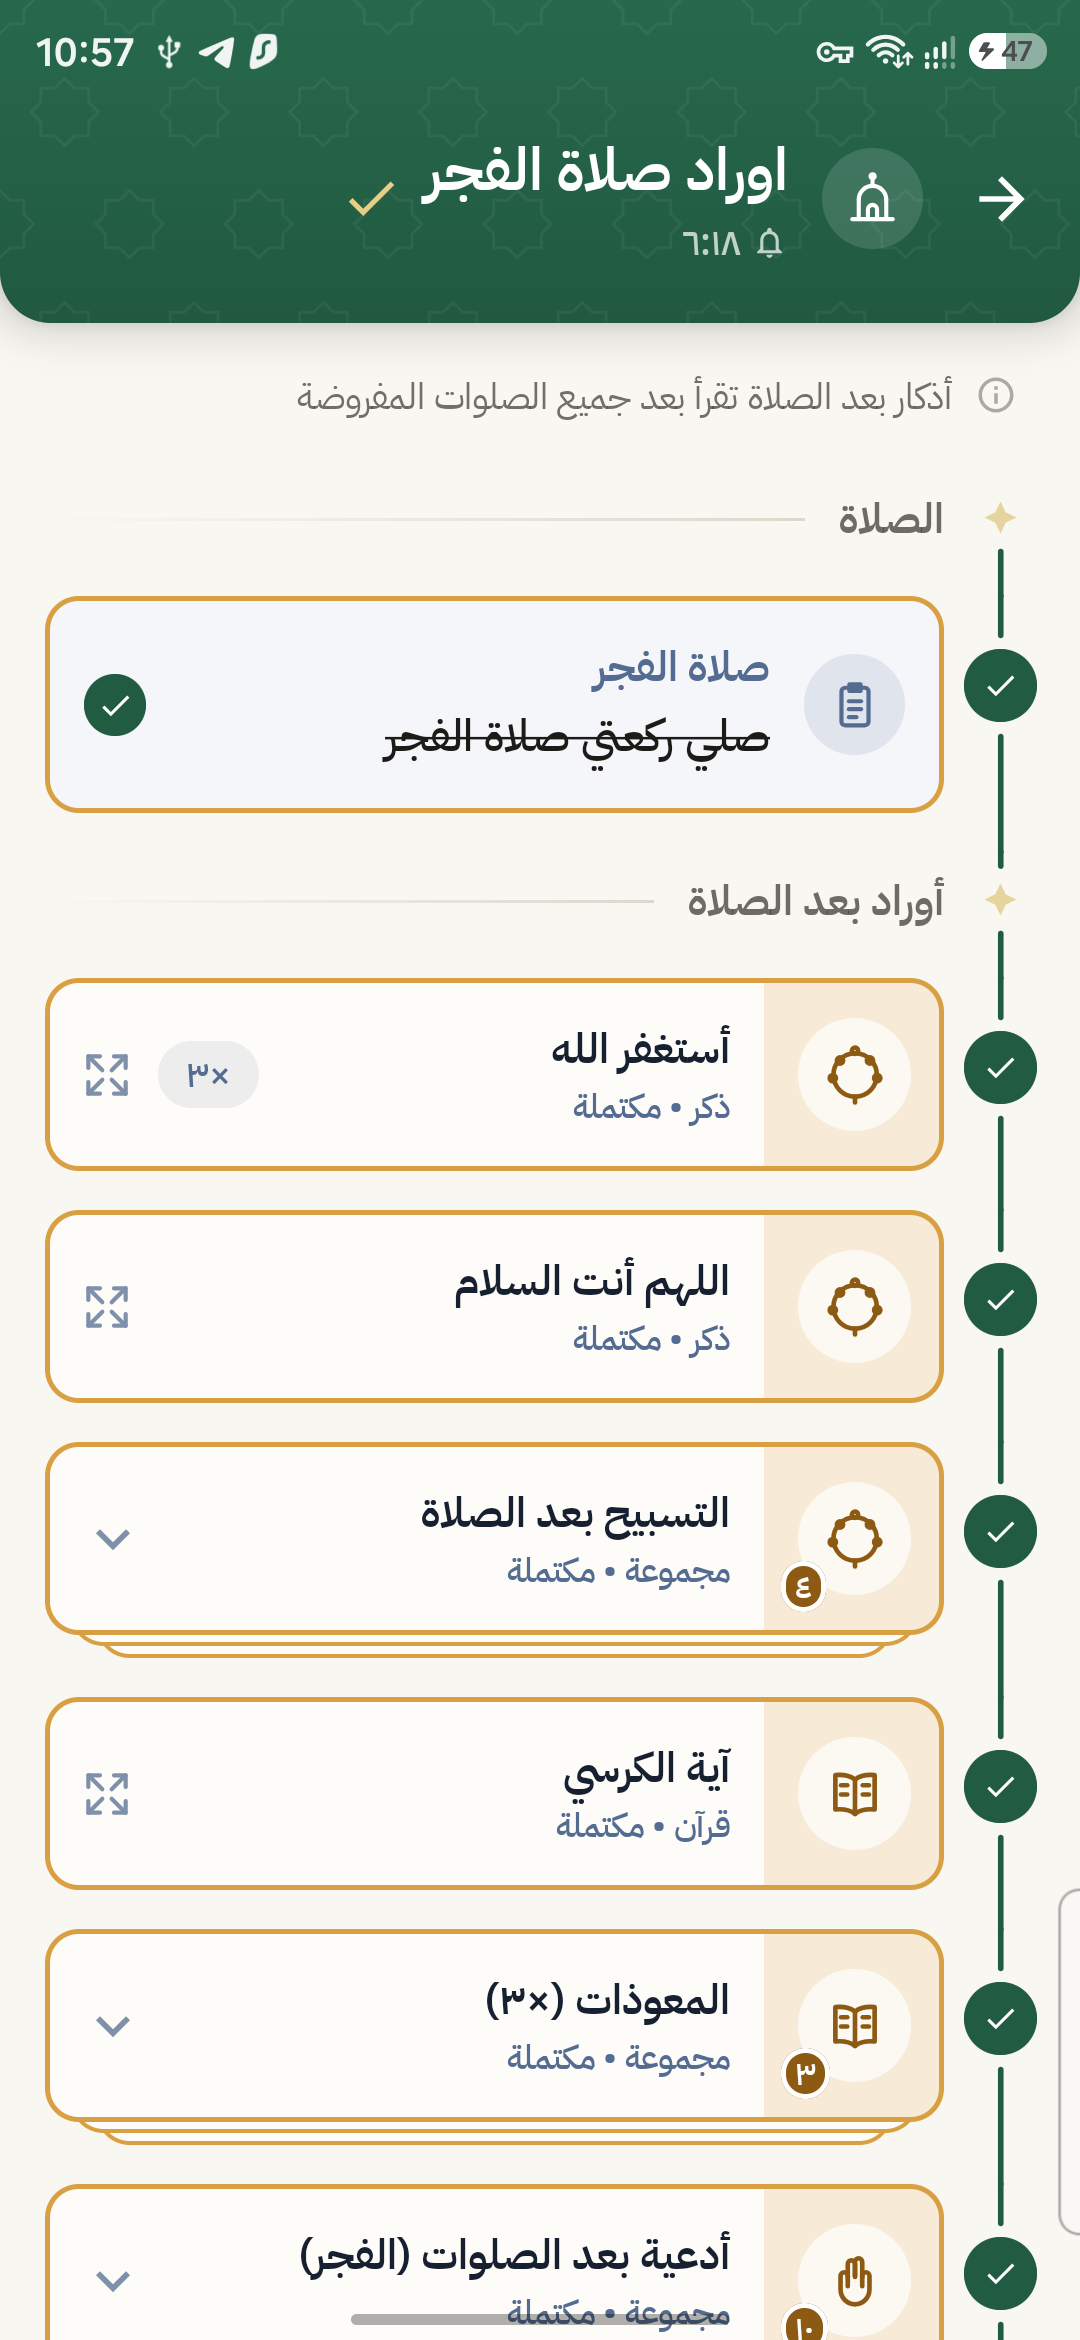 10:57
47
اوراد صلاة الفجر
٦:١٨
أذكار بعد الصلاة تقرأ بعد جميع الصلوات المفروضة
الصلاة
صلاة الفجر
صلي ركعتي صلاة الفجر
أوراد بعد الصلاة
أستغفر الله
ذكر • مكتملة
×٣
اللهم أنت السلام
ذكر • مكتملة
التسبيح بعد الصلاة
مجموعة • مكتملة
٤
آية الكرسي
قرآن • مكتملة
المعوذات (×٣)
مجموعة • مكتملة
٣
أدعية بعد الصلوات (الفجر)
مجموعة • مكتملة
١٠